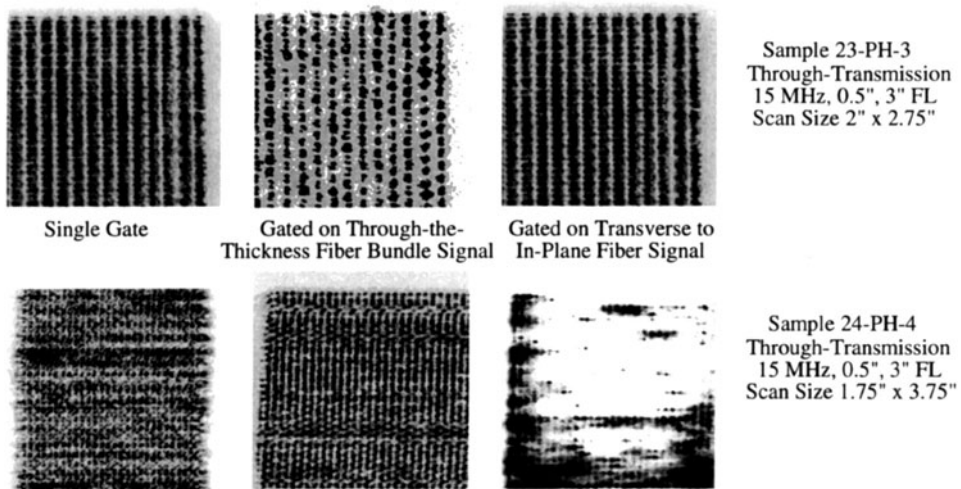 Sample 23-PH-3
Through-Transmission
15 MHz, 0.5", 3" FL
Scan Size 2" x 2.75"
Single Gate
Gated on Through-the-
Thickness Fiber Bundle Signal
Gated on Transverse to
In-Plane Fiber Signal
Sample 24-PH-4
Through-Transmission
15 MHz, 0.5", 3" FL
Scan Size 1.75" x 3.75"